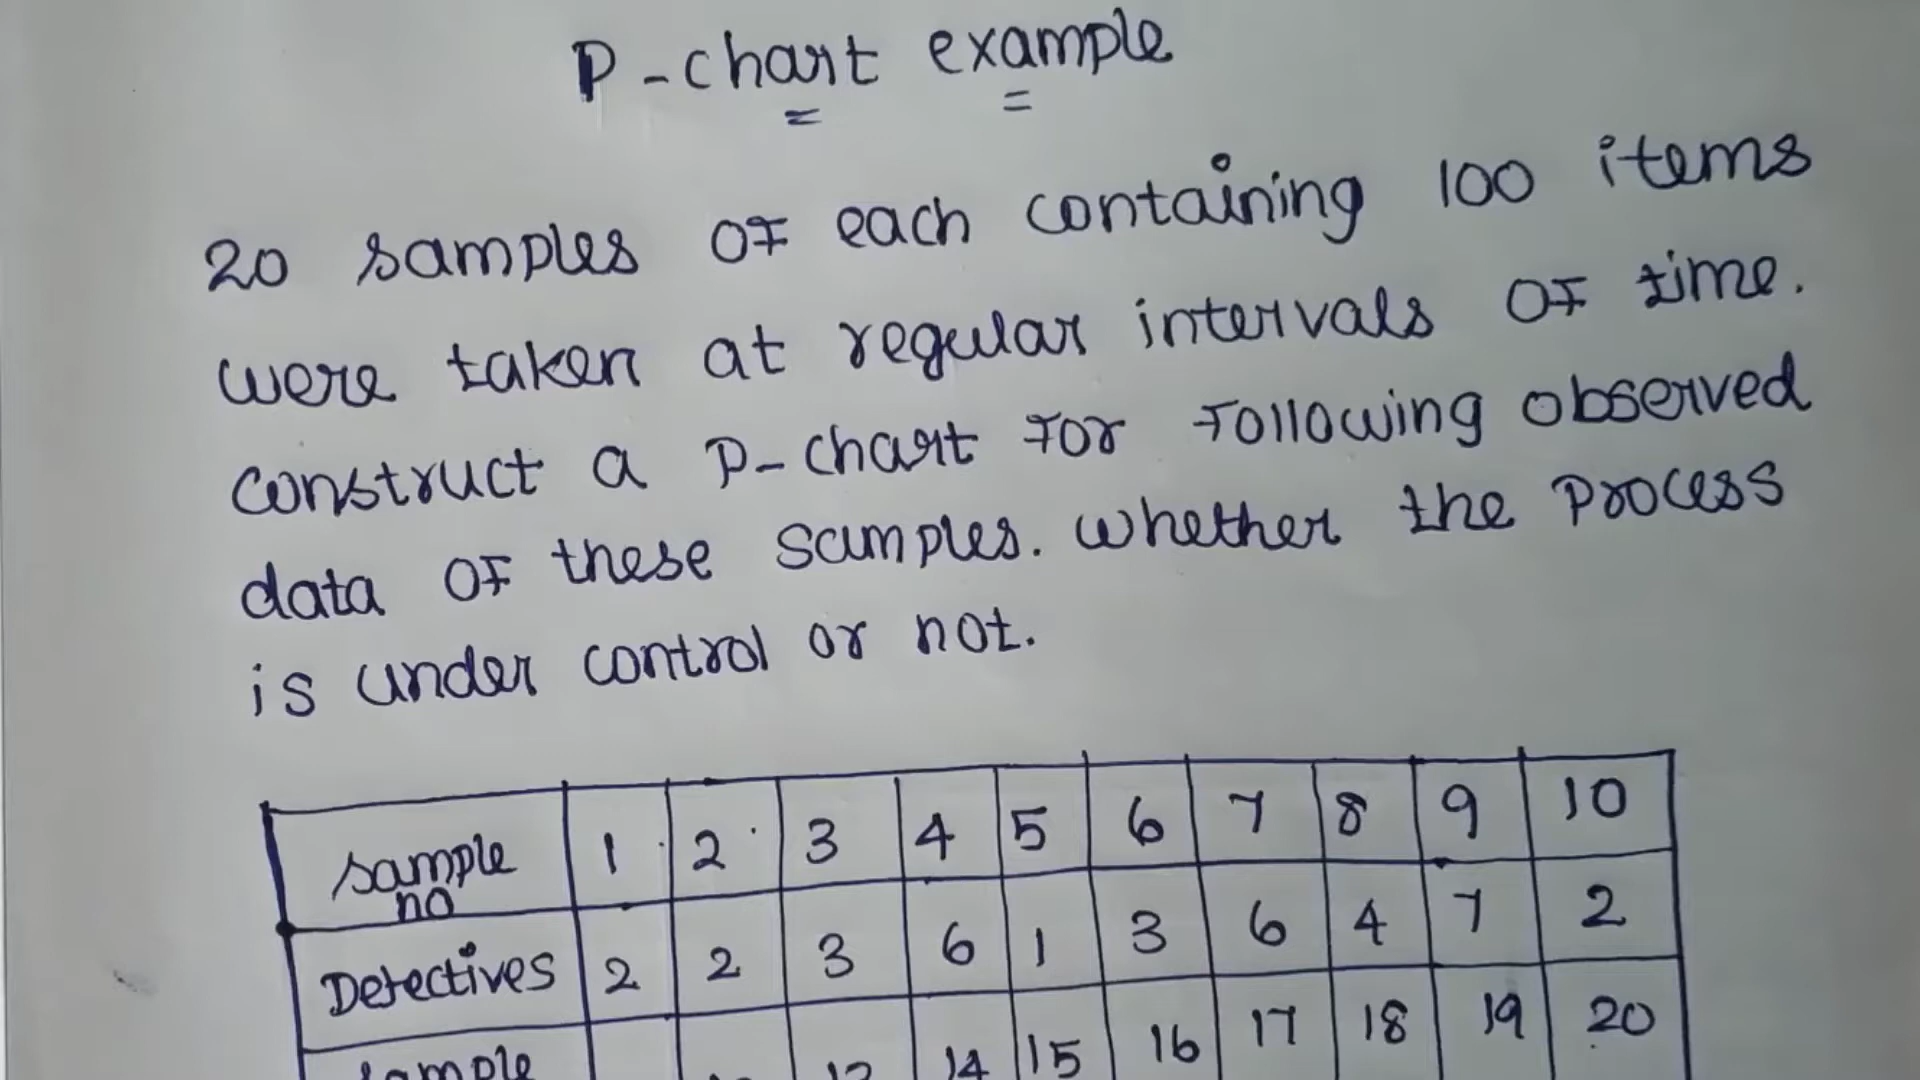 P-chart example
20 samples of each containing 100 items
were taken at regular intervals of time.
construct a P-chart for following observed
data of these samples. whether the process
is under control or not.
sample no 1 2 3 4 5 6 7 8 9 10
Defectives 2 2 3 6 1 3 6 4 7 2
sample 14 15 16 17 18 19 20